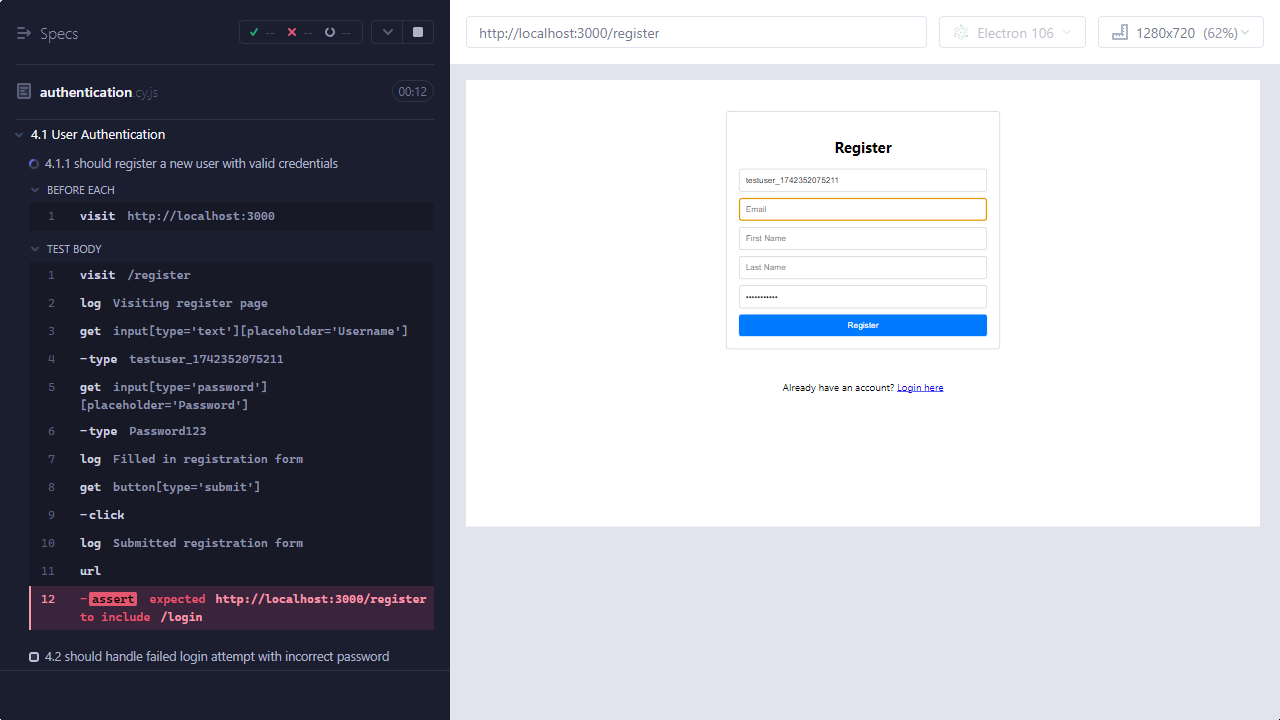 Specs
-- -- --
authentication.cy.js
00:12
4.1 User Authentication
4.1.1 should register a new user with valid credentials
BEFORE EACH
1 visit http://localhost:3000
TEST BODY
1 visit /register
2 log Visiting register page
3 get input[type='text'][placeholder='Username']
4 -type testuser_1742352075211
5 get input[type='password']
[placeholder='Password']
6 -type Password123
7 log Filled in registration form
8 get button[type='submit']
9 -click
10 log Submitted registration form
11 url
12 -assert expected http://localhost:3000/register
to include /login
4.2 should handle failed login attempt with incorrect password
http://localhost:3000/register
Electron 106
1280x720 (62%)
Register
testuser_1742352075211
Email
First Name
Last Name
•••••••••••
Register
Already have an account? Login here